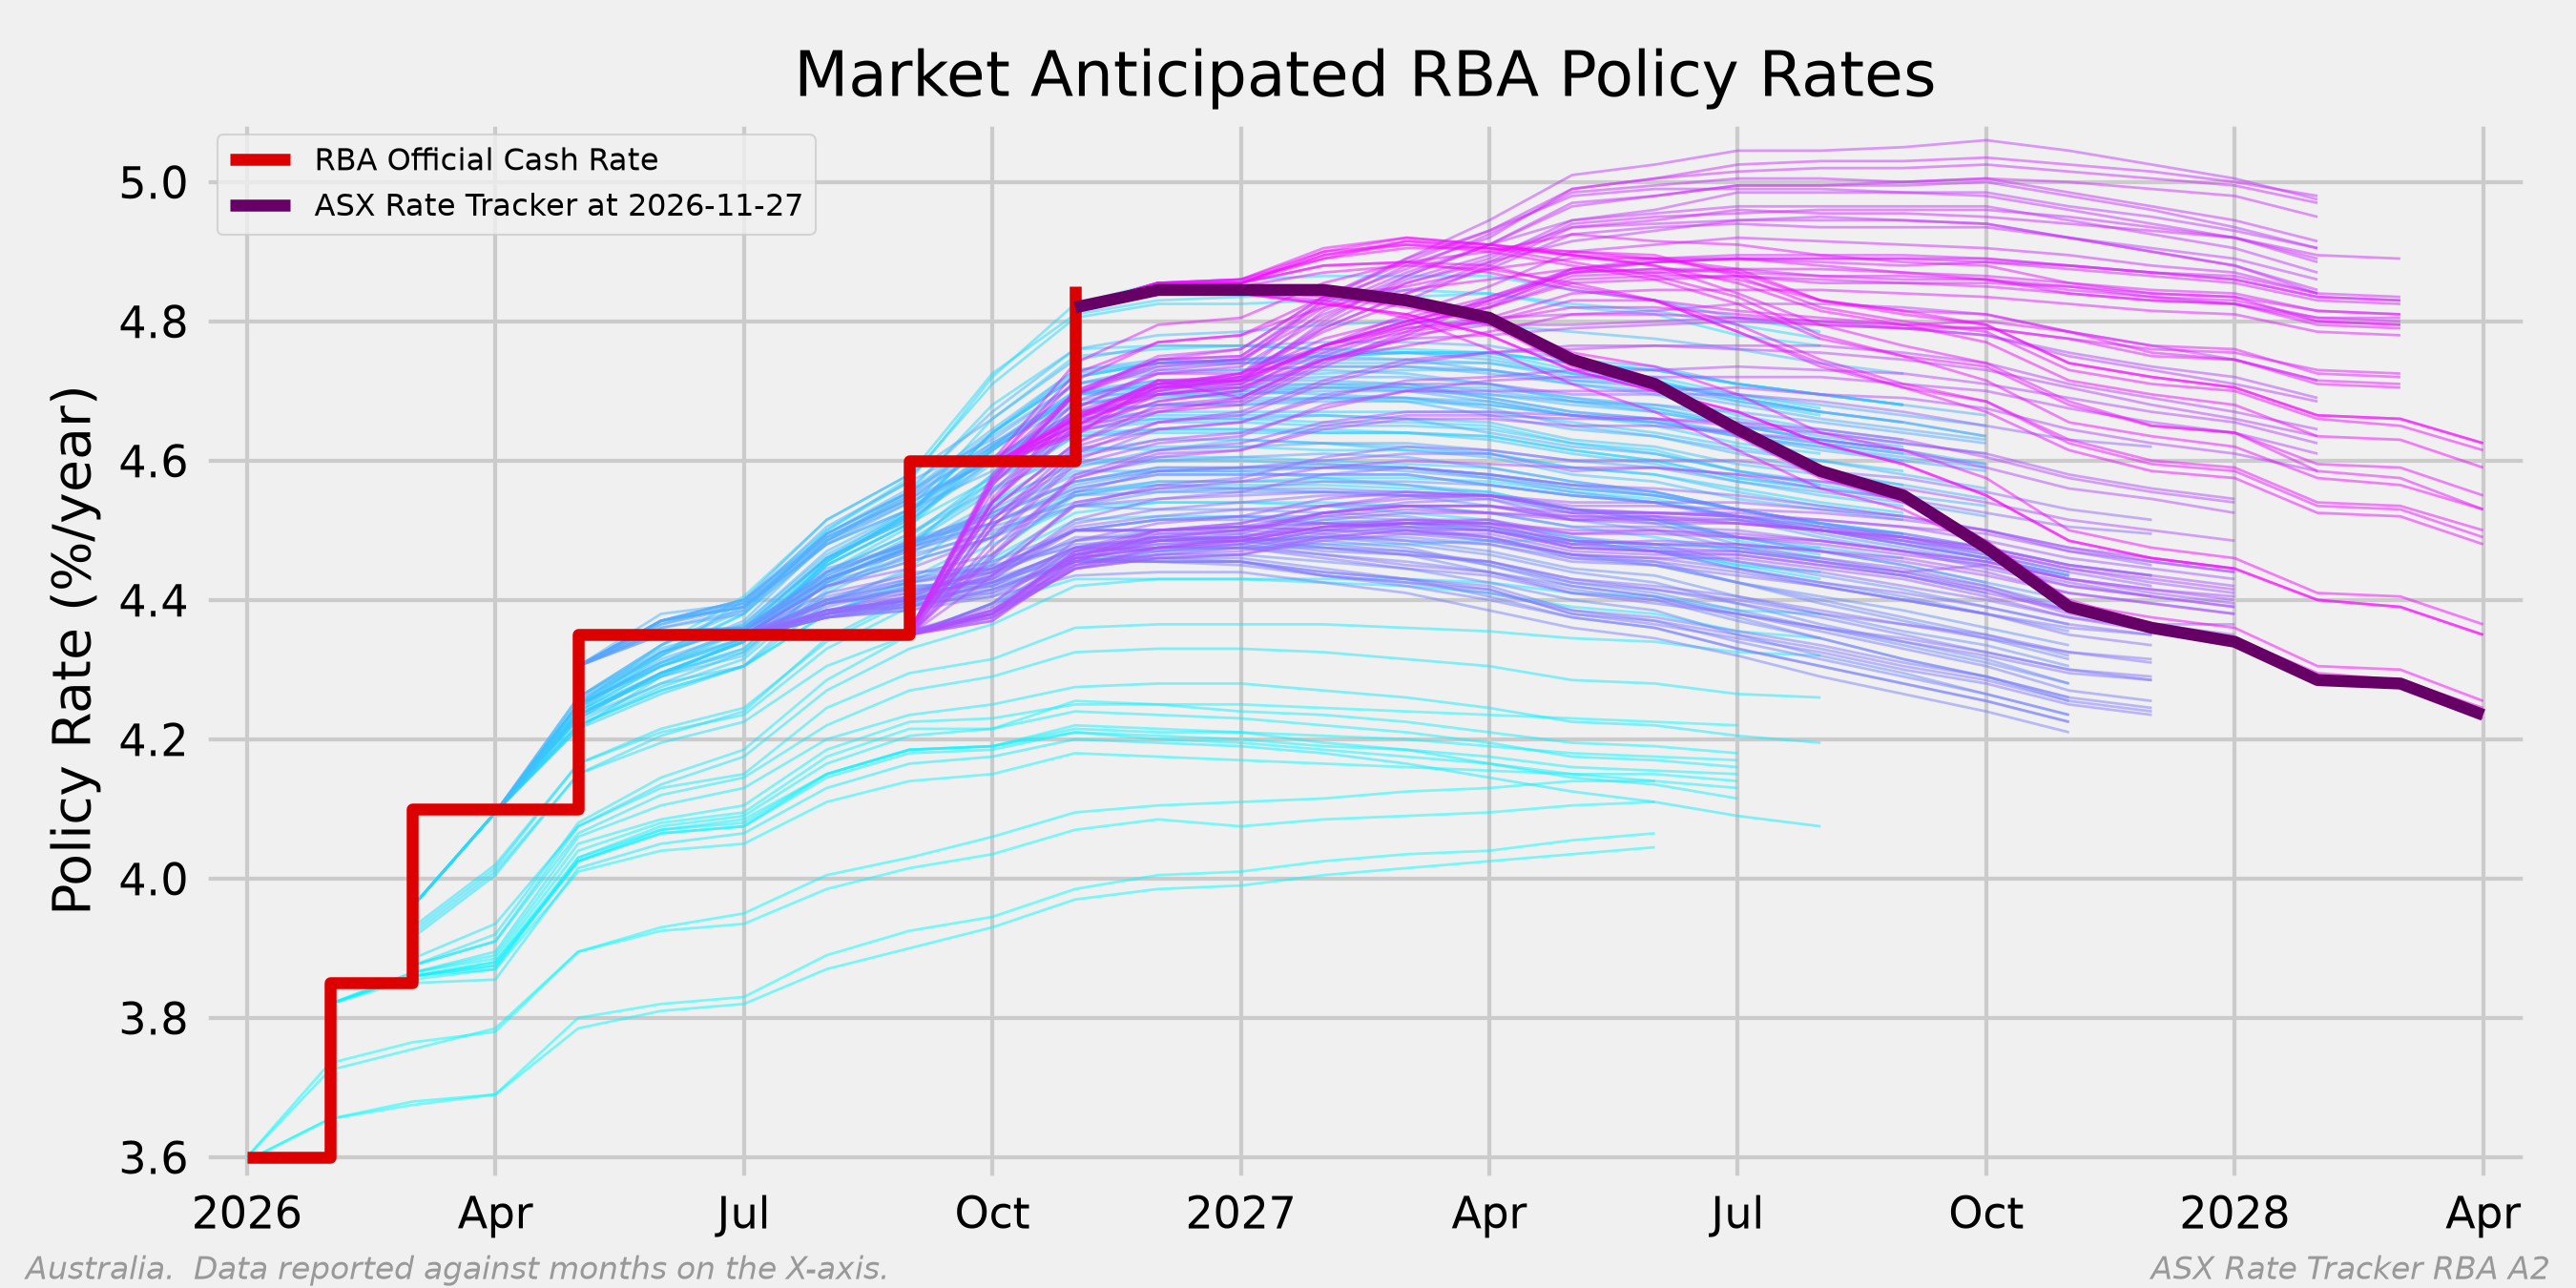 Market Anticipated RBA Policy Rates
RBA Official Cash Rate
ASX Rate Tracker at 2026-11-27
Policy Rate (%/year)
5.0
4.8
4.6
4.4
4.2
4.0
3.8
3.6
2026 Apr Jul Oct 2027 Apr Jul Oct 2028 Apr
Australia. Data reported against months on the X-axis.
ASX Rate Tracker RBA A2